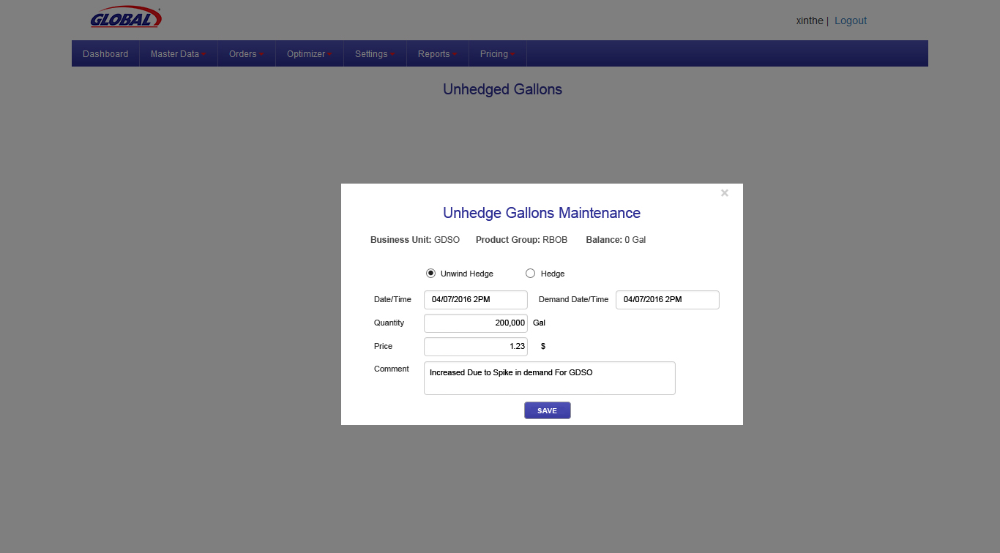 GLOBAL
xinthe | Logout
Dashboard Master Data Orders Optimizer Settings Reports Pricing
Unhedged Gallons
×
Unhedge Gallons Maintenance
Business Unit: GDSO Product Group: RBOB Balance: 0 Gal
Unwind Hedge Hedge
Date/Time 04/07/2016 2PM Demand Date/Time 04/07/2016 2PM
Quantity 200,000 Gal
Price 1.23 $
Comment Increased Due to Spike in demand For GDSO
SAVE